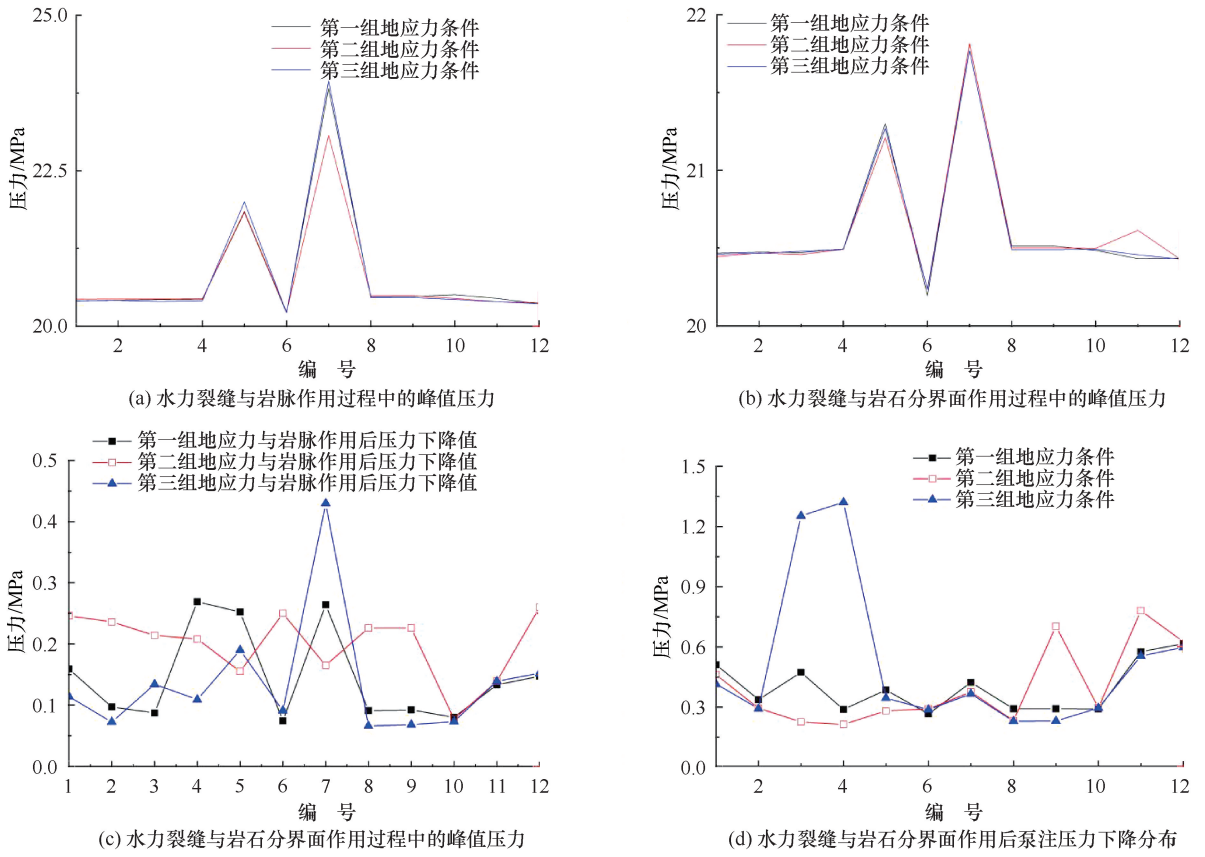 25.0
第一组地应力条件
第二组地应力条件
第三组地应力条件
22.5
20.0
压力/MPa
2 4 6 8 10 12
编 号
(a) 水力裂缝与岩脉作用过程中的峰值压力
22
第一组地应力条件
第二组地应力条件
第三组地应力条件
21
20
压力/MPa
2 4 6 8 10 12
编 号
(b) 水力裂缝与岩石分界面作用过程中的峰值压力
第一组地应力与岩脉作用后压力下降值
第二组地应力与岩脉作用后压力下降值
第三组地应力与岩脉作用后压力下降值
0.5
0.4
0.3
0.2
0.1
0.0
压力/MPa
1 2 3 4 5 6 7 8 9 10 11 12
编 号
(c) 水力裂缝与岩石分界面作用过程中的峰值压力
第一组地应力条件
第二组地应力条件
第三组地应力条件
1.5
1.2
0.9
0.6
0.3
0.0
压力/MPa
2 4 6 8 10 12
编 号
(d) 水力裂缝与岩石分界面作用后泵注压力下降分布